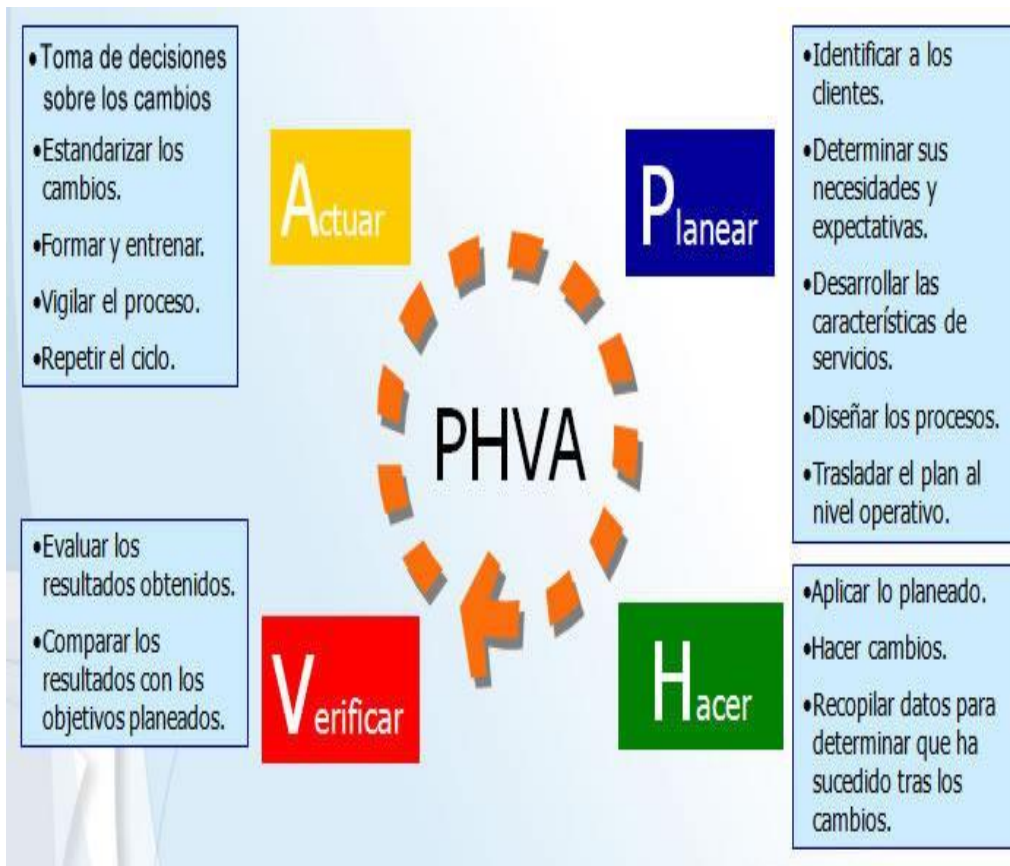 •Toma de decisiones
sobre los cambios
•Estandarizar los
cambios.
•Formar y entrenar.
•Vigilar el proceso.
•Repetir el ciclo.
Actuar
Planear
•Identificar a los
clientes.
•Determinar sus
necesidades y
expectativas.
•Desarrollar las
características de
servicios.
•Diseñar los procesos.
•Trasladar el plan al
nivel operativo.
PHVA
•Evaluar los
resultados obtenidos.
•Comparar los
resultados con los
objetivos planeados.
Verificar
Hacer
•Aplicar lo planeado.
•Hacer cambios.
•Recopilar datos para
determinar que ha
sucedido tras los
cambios.